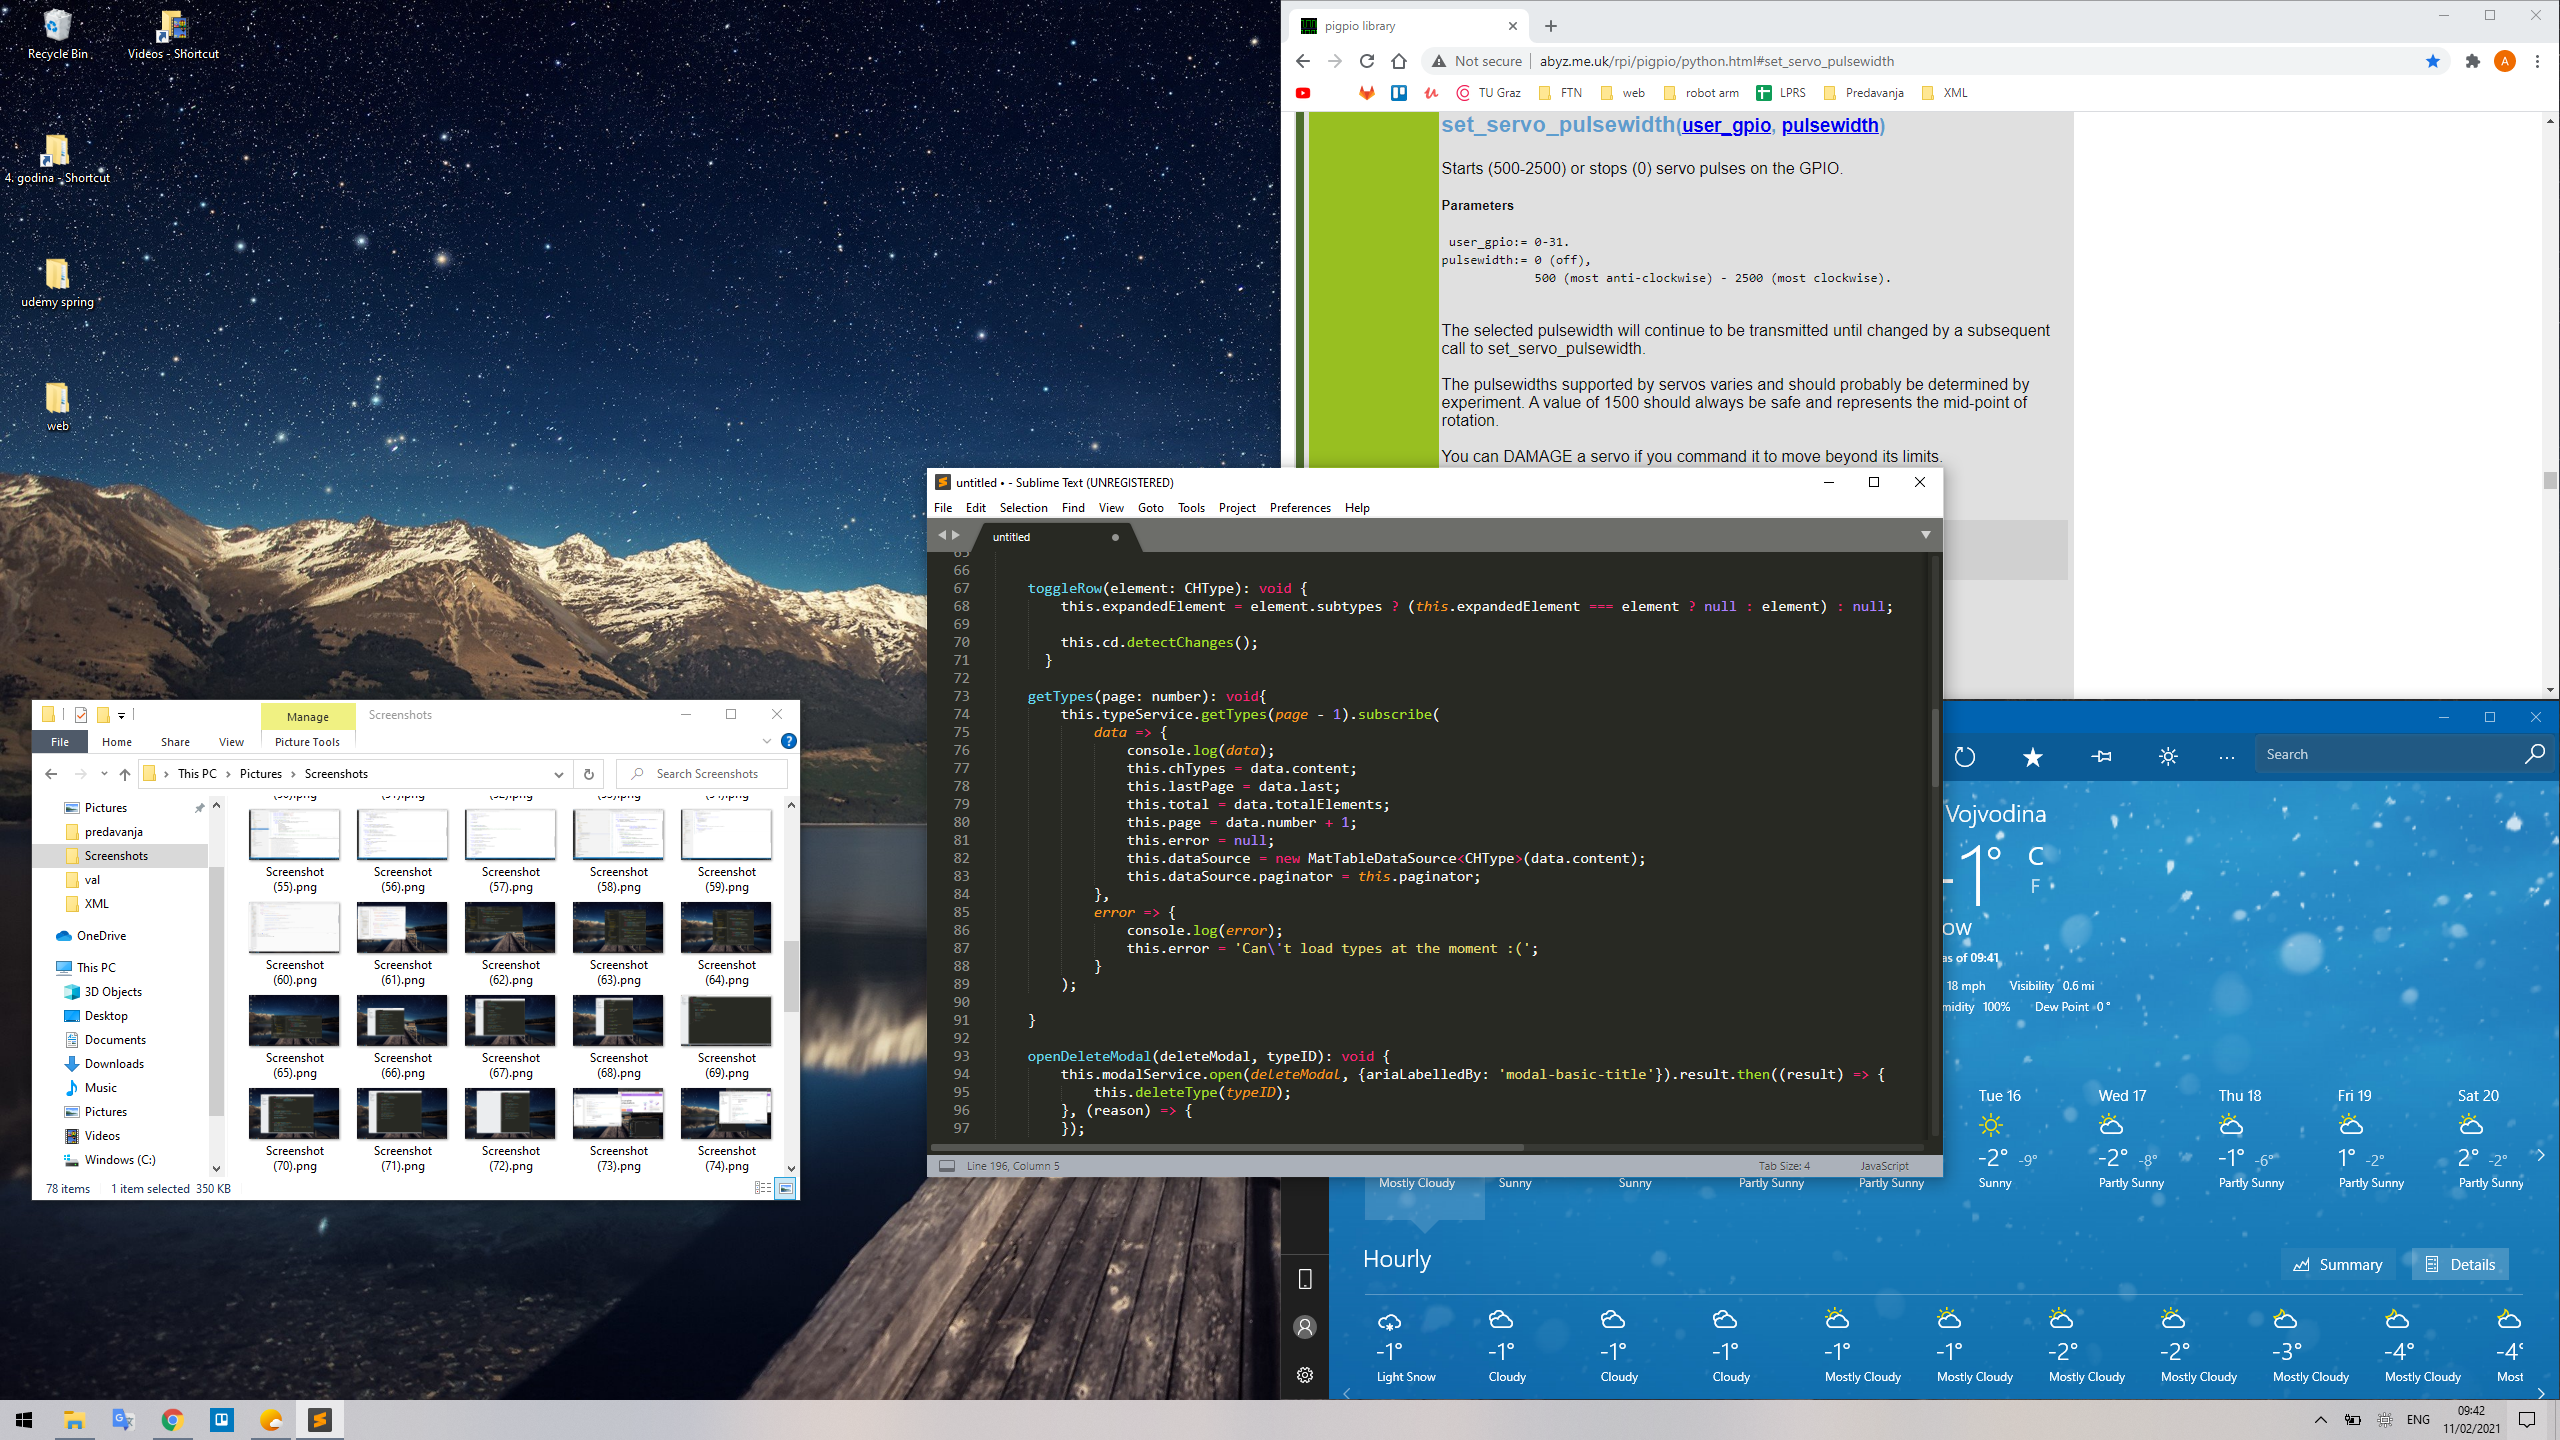 Recycle Bin
Videos - Shortcut
4. godina - Shortcut
udemy spring
web
pigpio library
Not secure
abyz.me.uk/rpi/pigpio/python.html#set_servo_pulsewidth
A
TU Graz
FTN
web
robot arm
LPRS
Predavanja
XML
set_servo_pulsewidth(user_gpio, pulsewidth)
Starts (500-2500) or stops (0) servo pulses on the GPIO.
Parameters
user_gpio:= 0-31.
pulsewidth:= 0 (off),
500 (most anti-clockwise) - 2500 (most clockwise).
The selected pulsewidth will continue to be transmitted until changed by a subsequent
call to set_servo_pulsewidth.
The pulsewidths supported by servos varies and should probably be determined by
experiment. A value of 1500 should always be safe and represents the mid-point of
rotation.
You can DAMAGE a servo if you command it to move beyond its limits.
untitled • - Sublime Text (UNREGISTERED)
File Edit Selection Find View Goto Tools Project Preferences Help
untitled
65
66
67 toggleRow(element: CHType): void {
68 this.expandedElement = element.subtypes ? (this.expandedElement === element ? null : element) : null;
69
70 this.cd.detectChanges();
71 }
72
73 getTypes(page: number): void{
74 this.typeService.getTypes(page - 1).subscribe(
75 data => {
76 console.log(data);
77 this.chTypes = data.content;
78 this.lastPage = data.last;
79 this.total = data.totalElements;
80 this.page = data.number + 1;
81 this.error = null;
82 this.dataSource = new MatTableDataSource<CHType>(data.content);
83 this.dataSource.paginator = this.paginator;
84 },
85 error => {
86 console.log(error);
87 this.error = 'Can\'t load types at the moment :(';
88 }
89 );
90
91 }
92
93 openDeleteModal(deleteModal, typeID): void {
94 this.modalService.open(deleteModal, {ariaLabelledBy: 'modal-basic-title'}).result.then((result) => {
95 this.deleteType(typeID);
96 }, (reason) => {
97 });
Line 196, Column 5
Tab Size: 4
JavaScript
Manage
Screenshots
File Home Share View Picture Tools
This PC > Pictures > Screenshots
Search Screenshots
Pictures
predavanja
Screenshots
val
XML
OneDrive
This PC
3D Objects
Desktop
Documents
Downloads
Music
Pictures
Videos
Windows (C:)
Screenshot (55).png
Screenshot (56).png
Screenshot (57).png
Screenshot (58).png
Screenshot (59).png
Screenshot (60).png
Screenshot (61).png
Screenshot (62).png
Screenshot (63).png
Screenshot (64).png
Screenshot (65).png
Screenshot (66).png
Screenshot (67).png
Screenshot (68).png
Screenshot (69).png
Screenshot (70).png
Screenshot (71).png
Screenshot (72).png
Screenshot (73).png
Screenshot (74).png
78 items
1 item selected 350 KB
Search
Vojvodina
-1°
C
F
as of 09:41
18 mph Visibility 0.6 mi
100% Dew Point 0°
Tue 16 Wed 17 Thu 18 Fri 19 Sat 20
-2° -9° -2° -8° -1° -6° 1° -2° 2° -2°
Mostly Cloudy Sunny Sunny Partly Sunny Partly Sunny Sunny Partly Sunny Partly Sunny Partly Sunny Partly Sunny
Hourly
Summary
Details
-1° -1° -1° -1° -1° -1° -2° -2° -3° -4° -4°
Light Snow Cloudy Cloudy Cloudy Mostly Cloudy Mostly Cloudy Mostly Cloudy Mostly Cloudy Mostly Cloudy Mostly Cloudy Most
ENG
09:42
11/02/2021